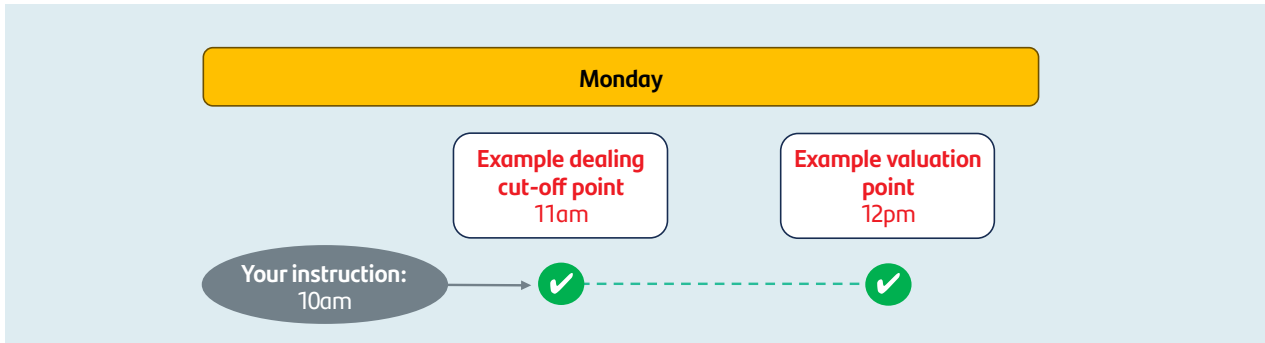 Monday
Example dealing
cut-off point
11am
Example valuation
point
12pm
Your instruction:
10am